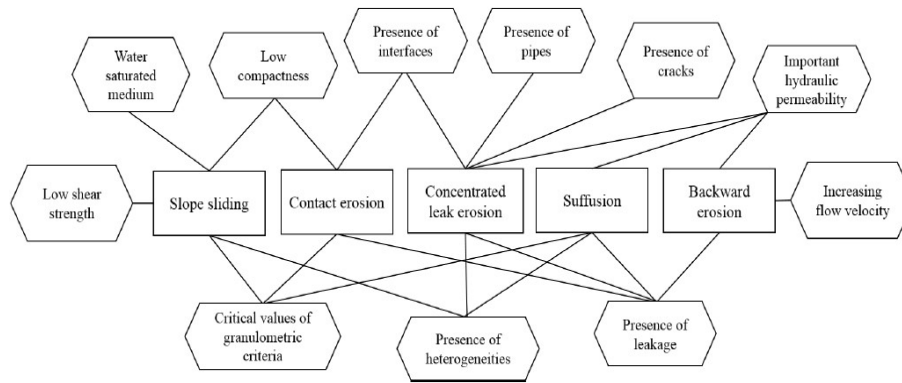 Water
saturated
medium
Low
compactness
Presence of
interfaces
Presence of
pipes
Presence
of cracks
Important
hydraulic
permeability
Low shear
strength
Slope sliding
Contact erosion
Concentrated
leak erosion
Suffusion
Backward
erosion
Increasing
flow velocity
Critical values of
granulometric
criteria
Presence of
heterogeneities
Presence of
leakage